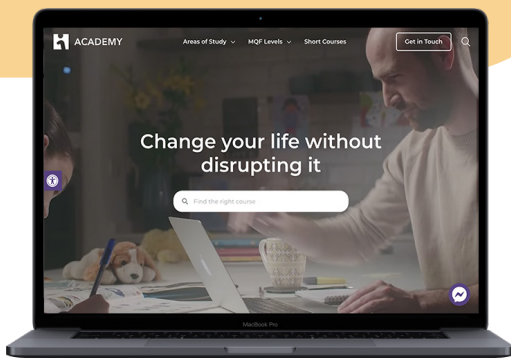 ACADEMY
Areas of Study
MQF Levels
Short Courses
Get in Touch
Change your life without
disrupting it
Find the right course
MacBook Pro